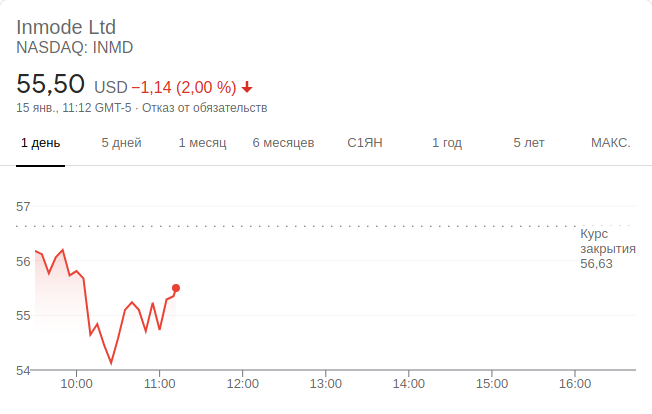 Inmode Ltd
NASDAQ: INMD
55,50 USD −1,14 (2,00 %)
15 янв., 11:12 GMT-5 · Отказ от обязательств
1 день 5 дней 1 месяц 6 месяцев С1ЯН 1 год 5 лет МАКС.
57
Курс
закрытия
56,63
56
55
54
10:00 11:00 12:00 13:00 14:00 15:00 16:00